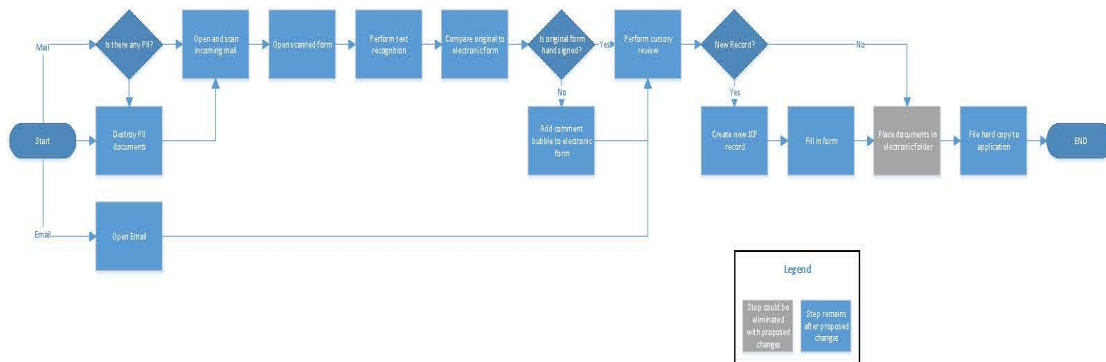 Mail
Is there any PII?
Open and scan
incoming mail
Open scanned form
Perform text
recognition
Compare original to
electronic form
Is original form
hand signed?
Yes
Perform cursory
review
New Record?
No
No
Yes
Start
Destroy PII
documents
Add comment
bubble to electronic
form
Create new JCP
record
Fill in form
Place documents in
electronic folder
File hard copy to
application
END
Email
Open Email
Legend
Step could be
eliminated
with proposed
changes
Step remains
after proposed
changes